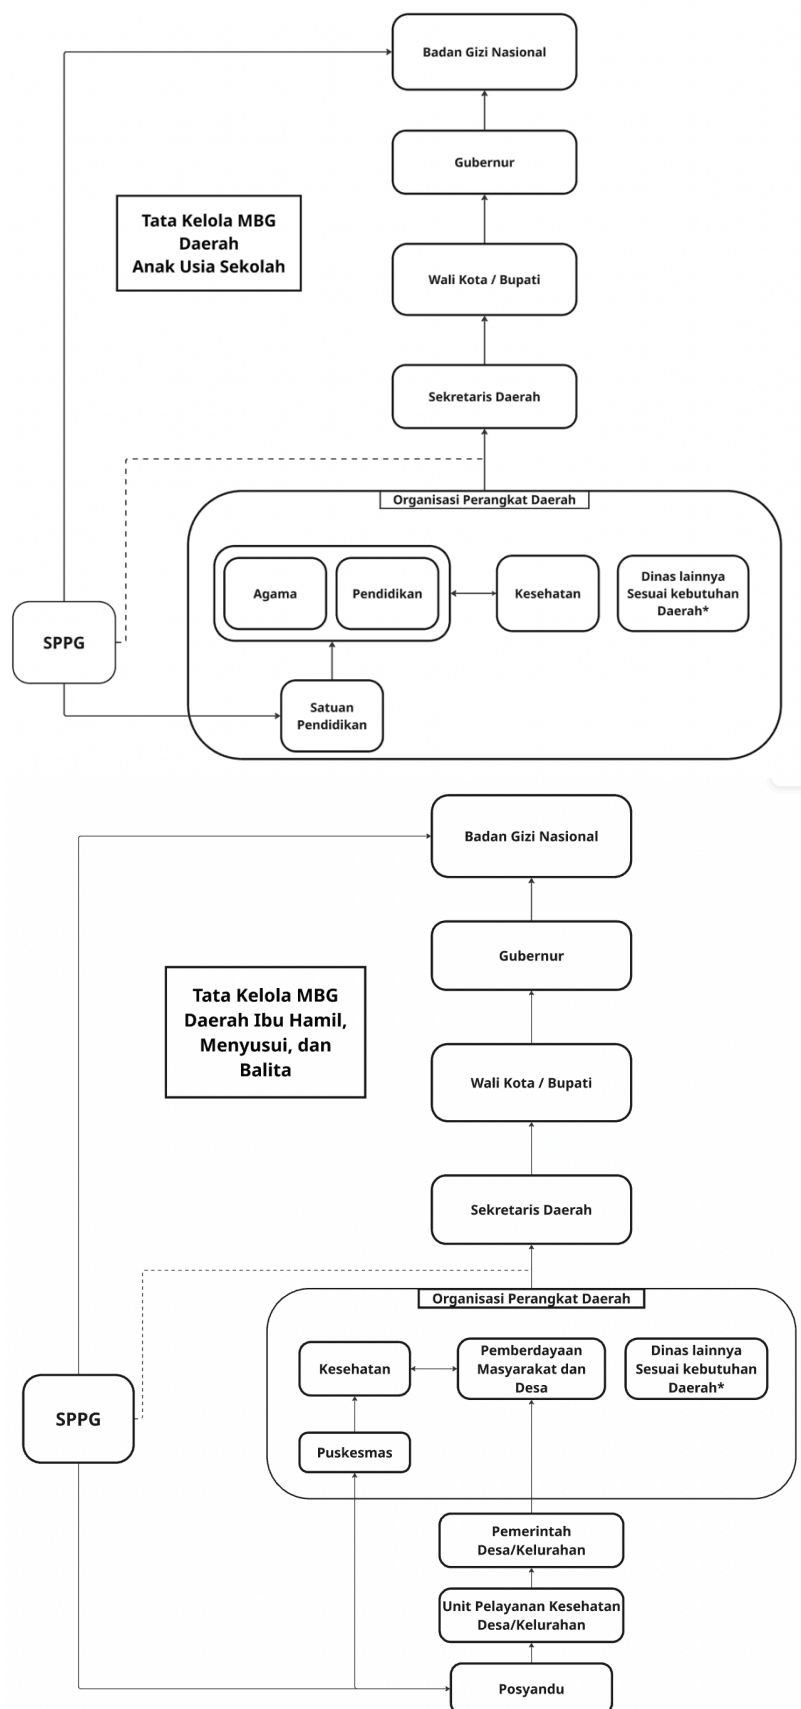 Badan Gizi Nasional
Gubernur
Tata Kelola MBG
Daerah
Anak Usia Sekolah
Wali Kota / Bupati
Sekretaris Daerah
Organisasi Perangkat Daerah
Agama
Pendidikan
Kesehatan
Dinas lainnya
Sesuai kebutuhan
Daerah*
SPPG
Satuan
Pendidikan
Badan Gizi Nasional
Gubernur
Tata Kelola MBG
Daerah Ibu Hamil,
Menyusui, dan
Balita
Wali Kota / Bupati
Sekretaris Daerah
Organisasi Perangkat Daerah
Kesehatan
Pemberdayaan
Masyarakat dan
Desa
Dinas lainnya
Sesuai kebutuhan
Daerah*
SPPG
Puskesmas
Pemerintah
Desa/Kelurahan
Unit Pelayanan Kesehatan
Desa/Kelurahan
Posyandu